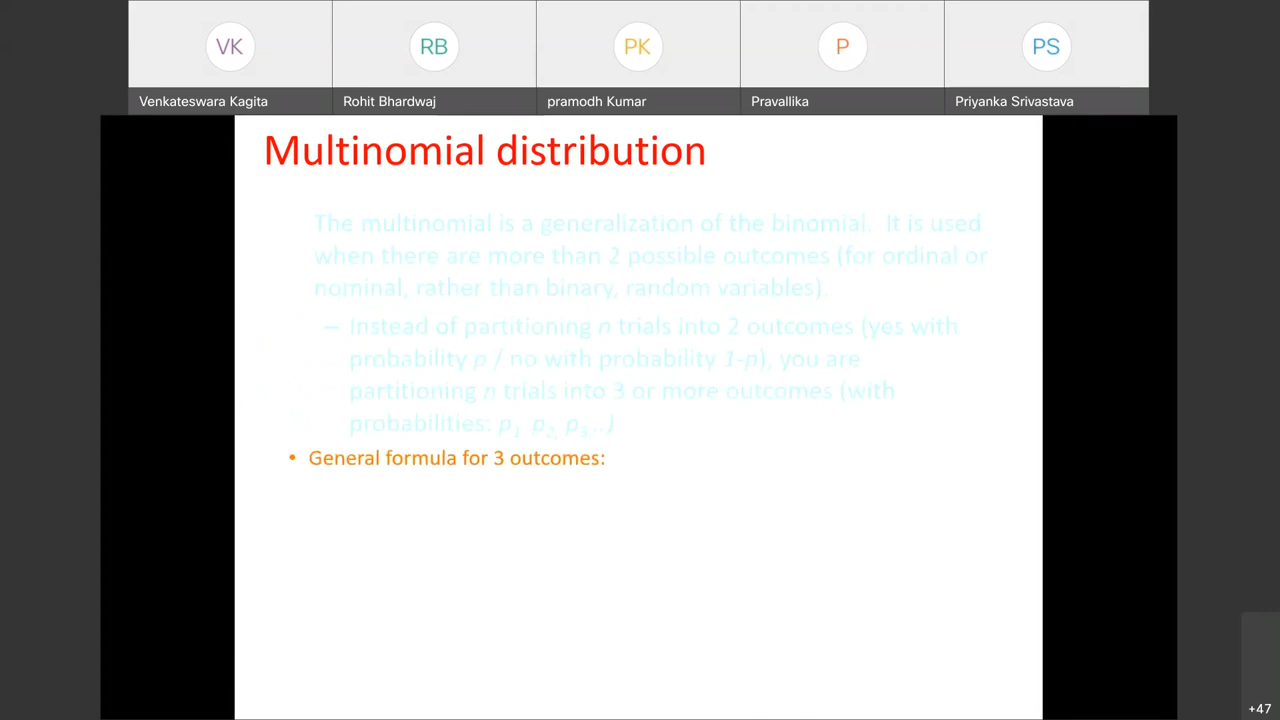 VK RB PK P PS
Venkateswara Kagita Rohit Bhardwaj pramodh Kumar Pravallika Priyanka Srivastava
Multinomial distribution
The multinomial is a generalization of the binomial. It is used
when there are more than 2 possible outcomes (for ordinal or
nominal, rather than binary, random variables).
– Instead of partitioning n trials into 2 outcomes (yes with
probability p / no with probability 1-p), you are
partitioning n trials into 3 or more outcomes (with
probabilities: p1, p2, p3,..)
• General formula for 3 outcomes:
+47